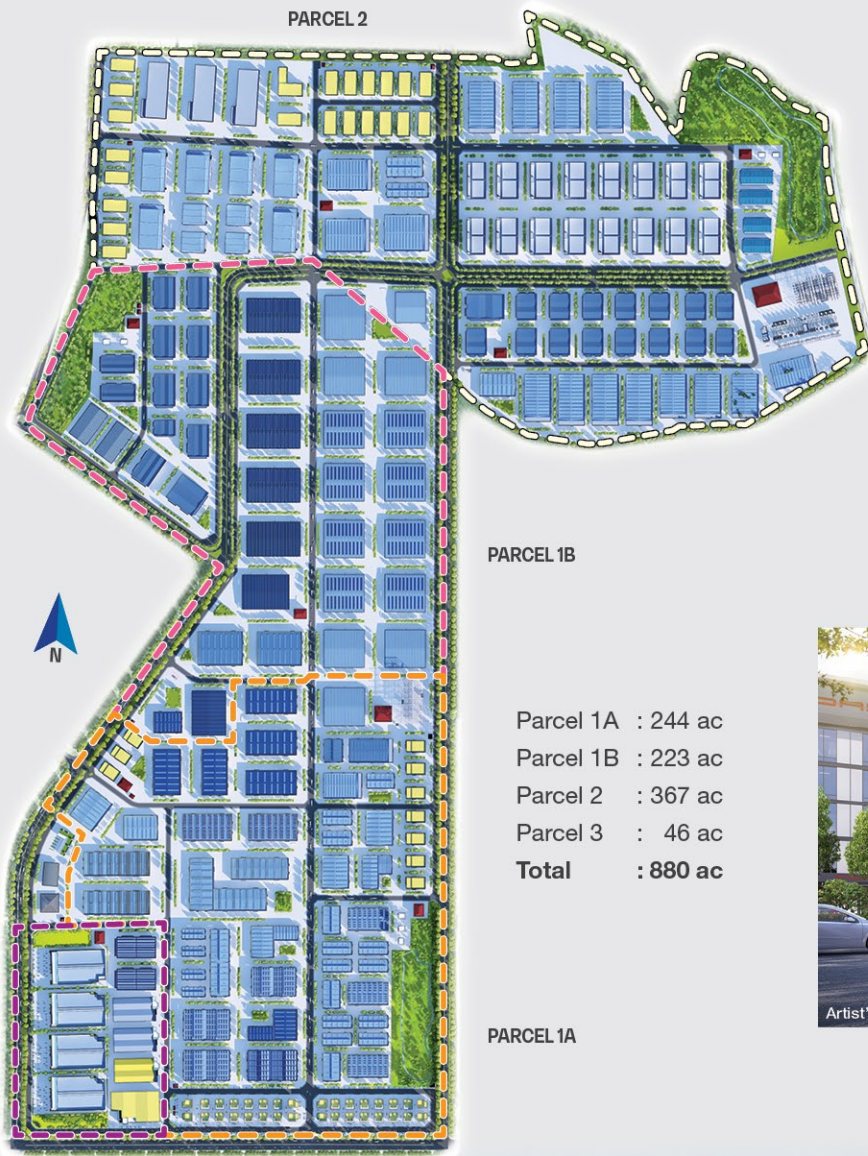 PARCEL 2
PARCEL 1B
N
Parcel 1A : 244 ac
Parcel 1B : 223 ac
Parcel 2 : 367 ac
Parcel 3 : 46 ac
Total : 880 ac
Artist'
PARCEL 1A